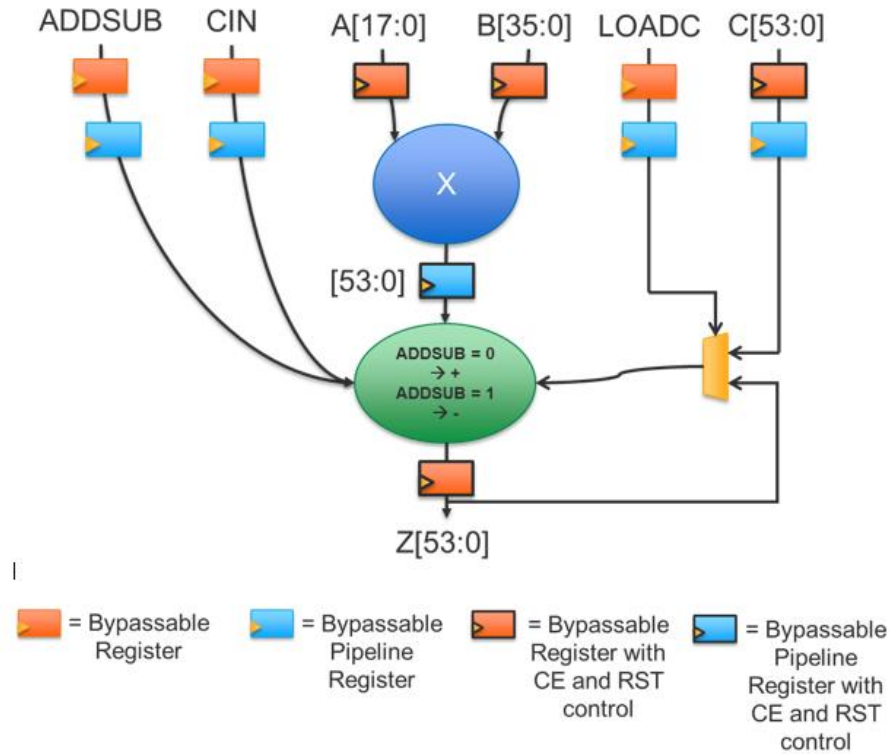 ADDSUB CIN A[17:0] B[35:0] LOADC C[53:0]
X
[53:0]
ADDSUB = 0
→ +
ADDSUB = 1
→ -
Z[53:0]
|
= Bypassable
Register
= Bypassable
Pipeline
Register
= Bypassable
Register with
CE and RST
control
= Bypassable
Pipeline
Register with
CE and RST
control